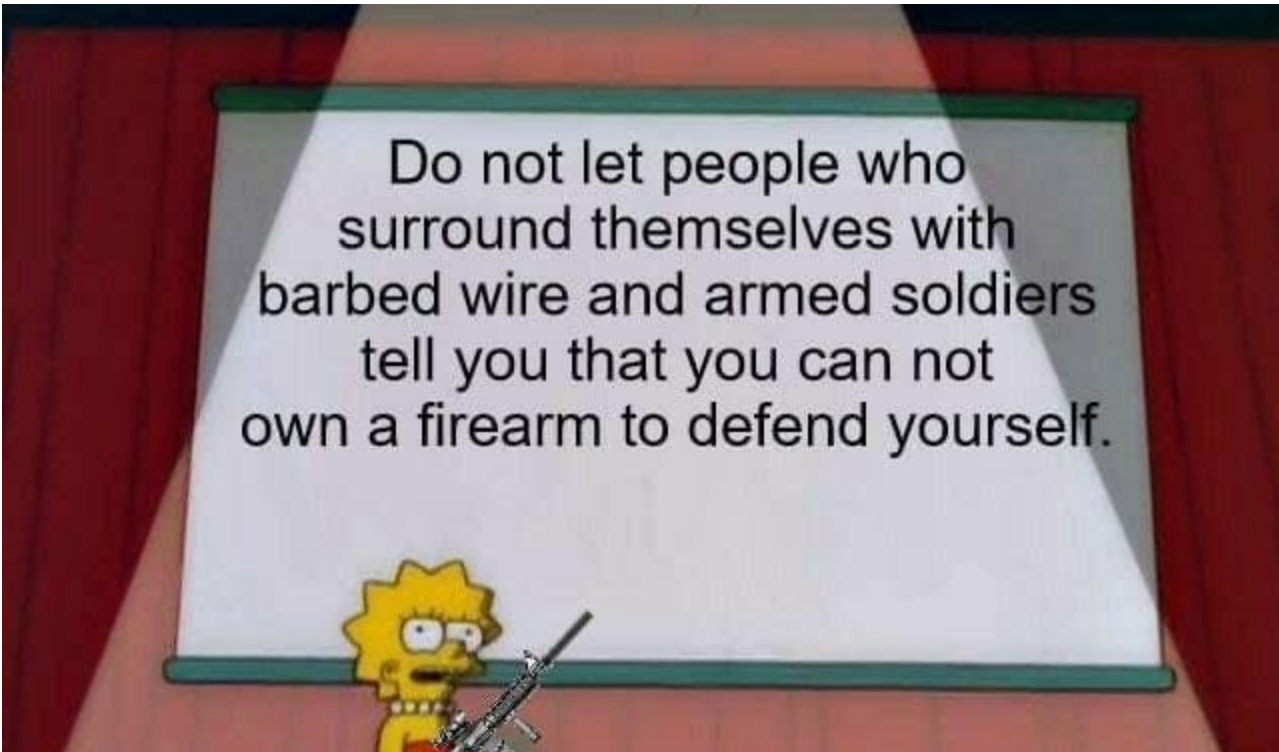 Do not let people who
surround themselves with
barbed wire and armed soldiers
tell you that you can not
own a firearm to defend yourself.